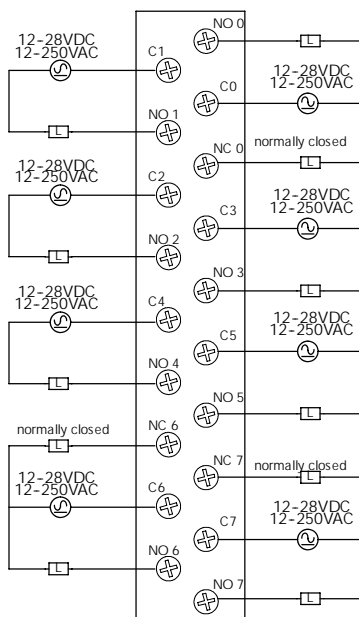 NO 0
12-28VDC
12-250VAC
C1
L
12-28VDC
12-250VAC
C0
NO 1
L
normally closed
NC 0
L
12-28VDC
12-250VAC
C2
12-28VDC
12-250VAC
C3
NO 2
L
NO 3
L
12-28VDC
12-250VAC
C4
12-28VDC
12-250VAC
C5
NO 4
L
NO 5
L
normally closed
NC 6
L
normally closed
NC 7
L
12-28VDC
12-250VAC
C6
12-28VDC
12-250VAC
C7
NO 6
L
NO 7
L